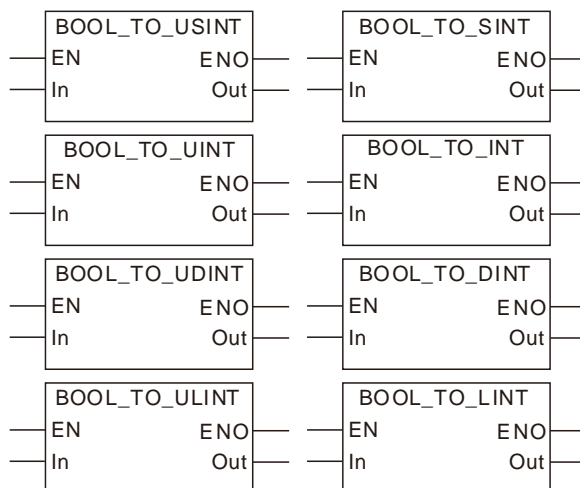 BOOL_TO_USINT
EN ENO
In Out
BOOL_TO_SINT
EN ENO
In Out
BOOL_TO_UINT
EN ENO
In Out
BOOL_TO_INT
EN ENO
In Out
BOOL_TO_UDINT
EN ENO
In Out
BOOL_TO_DINT
EN ENO
In Out
BOOL_TO_ULINT
EN ENO
In Out
BOOL_TO_LINT
EN ENO
In Out